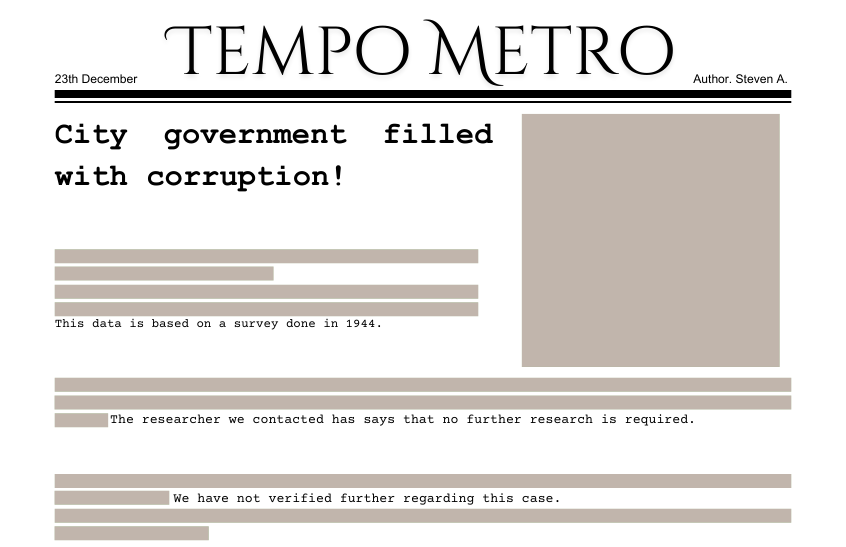 TEMPO METRO
23th December
Author. Steven A.
City government filled
with corruption!
This data is based on a survey done in 1944.
The researcher we contacted has says that no further research is required.
We have not verified further regarding this case.